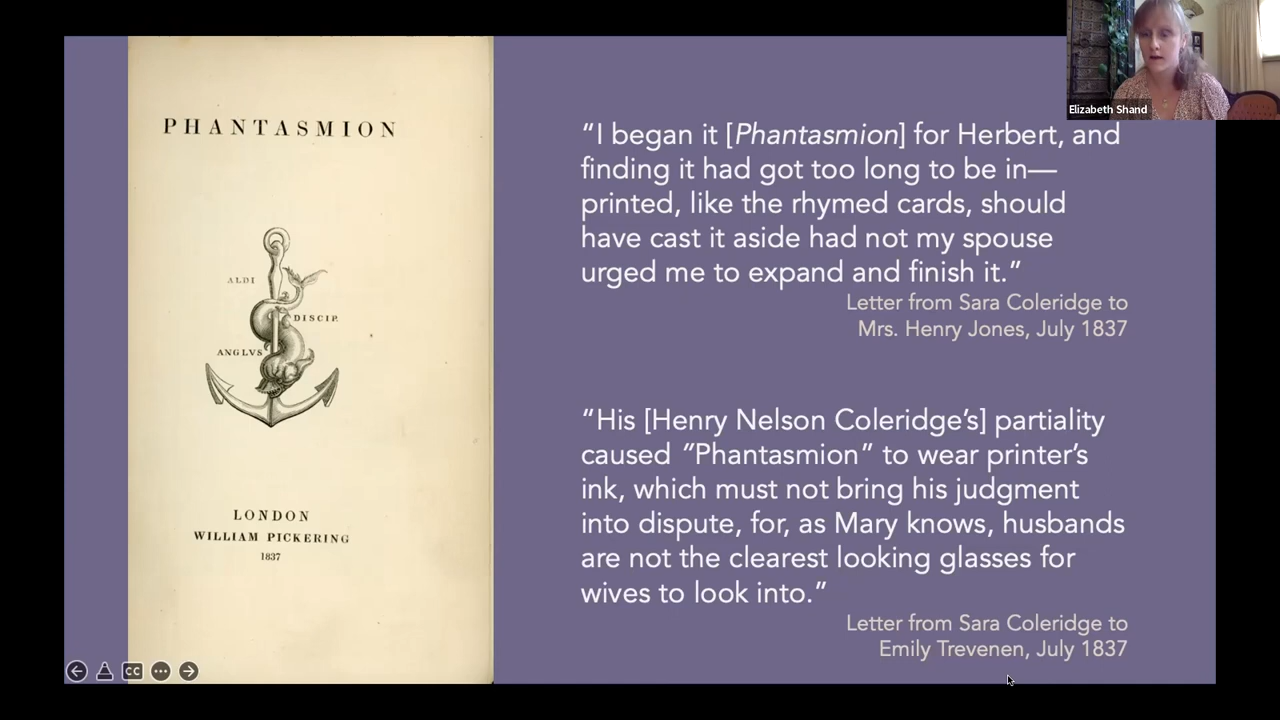 PHANTASMION
ALDI
DISCIP.
ANGLVS
LONDON
WILLIAM PICKERING
1837
“I began it [Phantasmion] for Herbert, and
finding it had got too long to be in—
printed, like the rhymed cards, should
have cast it aside had not my spouse
urged me to expand and finish it.”
Letter from Sara Coleridge to
Mrs. Henry Jones, July 1837
“His [Henry Nelson Coleridge’s] partiality
caused “Phantasmion” to wear printer’s
ink, which must not bring his judgment
into dispute, for, as Mary knows, husbands
are not the clearest looking glasses for
wives to look into.”
Letter from Sara Coleridge to
Emily Trevenen, July 1837
Elizabeth Shand
CC